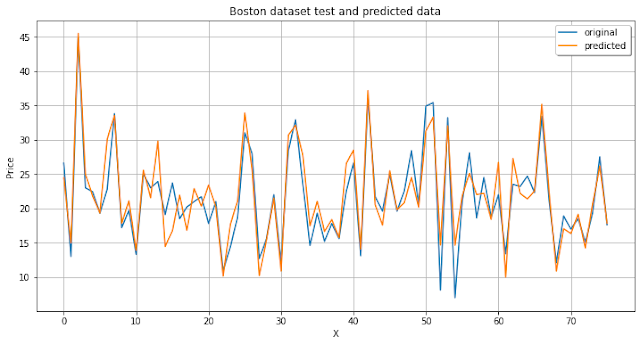 Boston dataset test and predicted data
original
predicted
Price
45
40
35
30
25
20
15
10
0 10 20 30 40 50 60 70
X